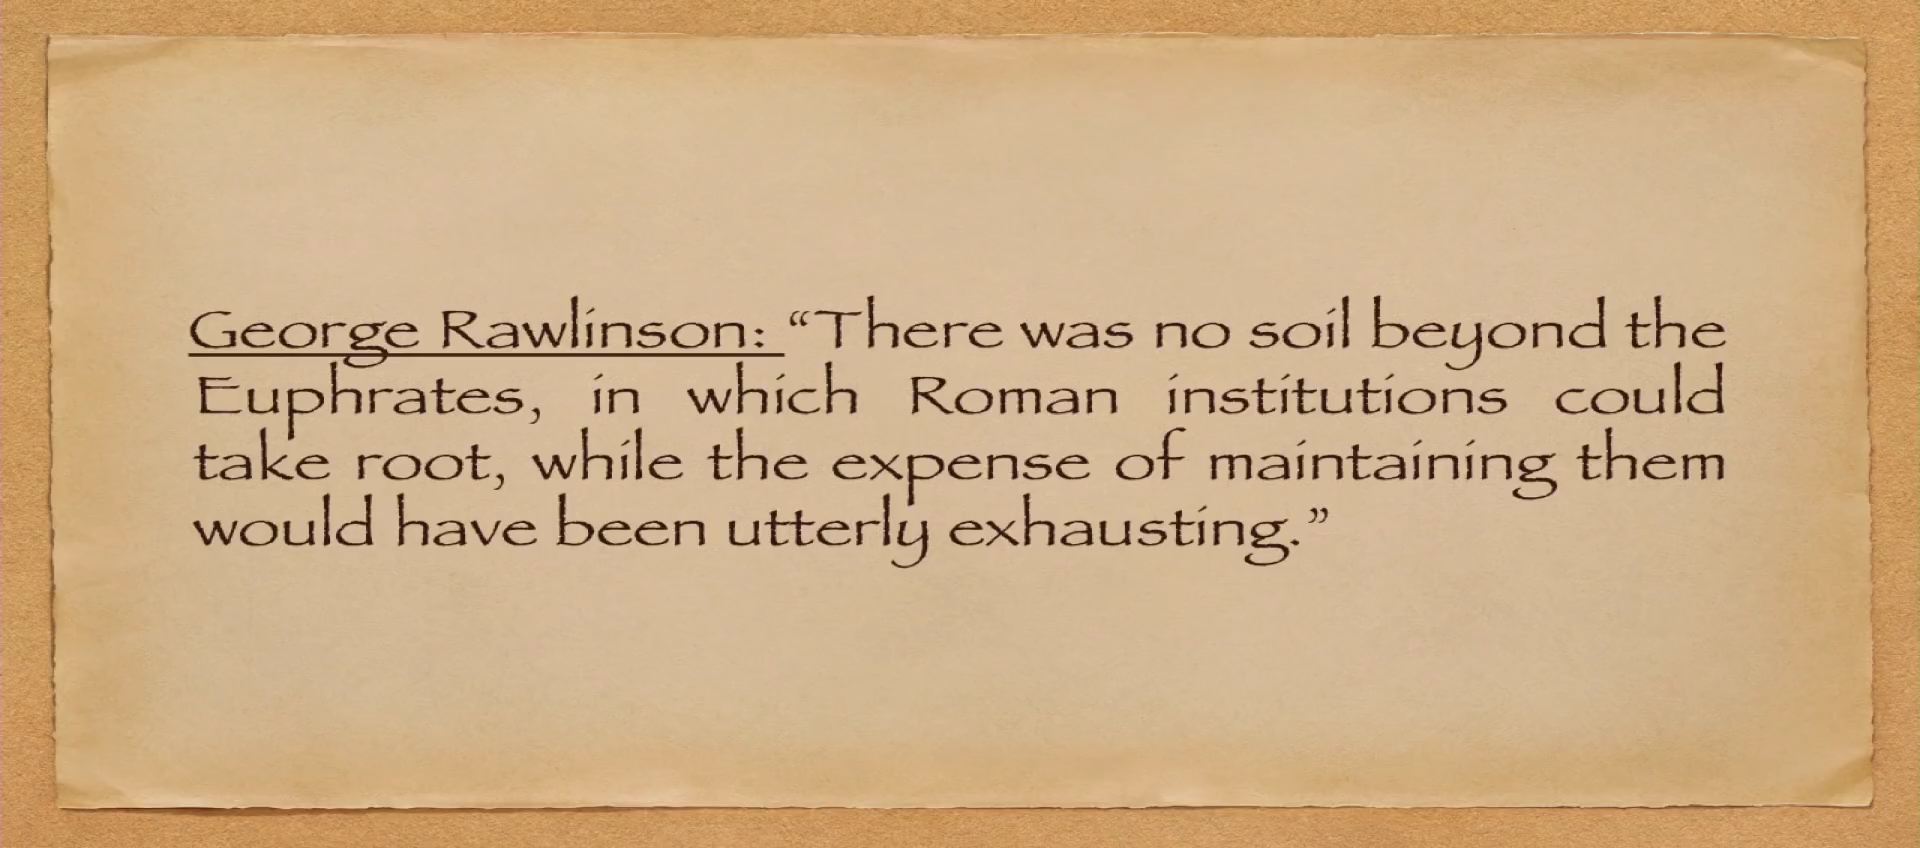 George Rawlinson: “There was no soil beyond the
Euphrates, in which Roman institutions could
take root, while the expense of maintaining them
would have been utterly exhausting.”